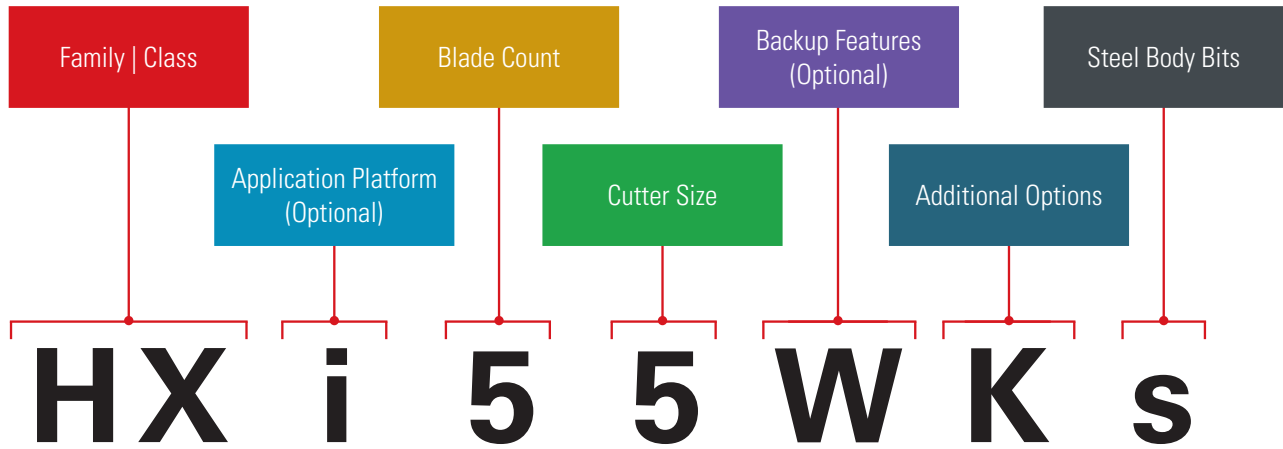 Family | Class
Blade Count
Backup Features
(Optional)
Steel Body Bits
Application Platform
(Optional)
Cutter Size
Additional Options
HX i 5 5 W K s